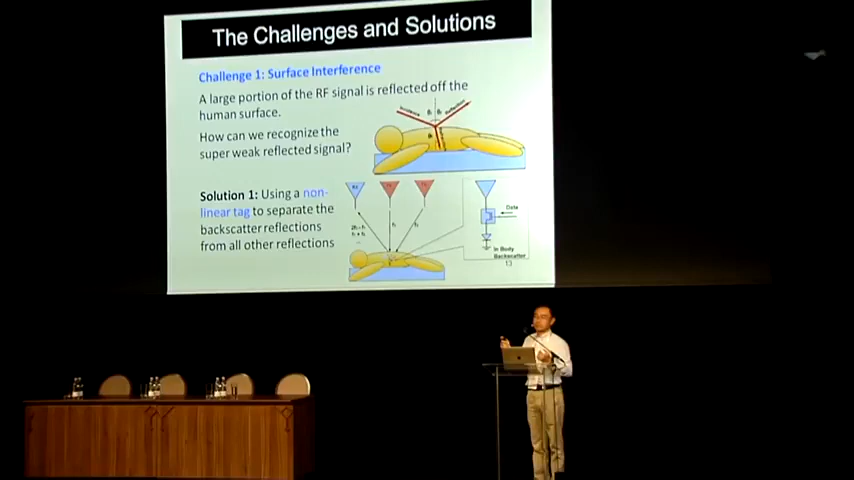 The Challenges and Solutions
Challenge 1: Surface Interference
A large portion of the RF signal is reflected off the
human surface.
How can we recognize the
super weak reflected signal?
Solution 1: Using a non-
linear tag to separate the
backscatter reflections
from all other reflections
Data
In Body
Backscatter
13